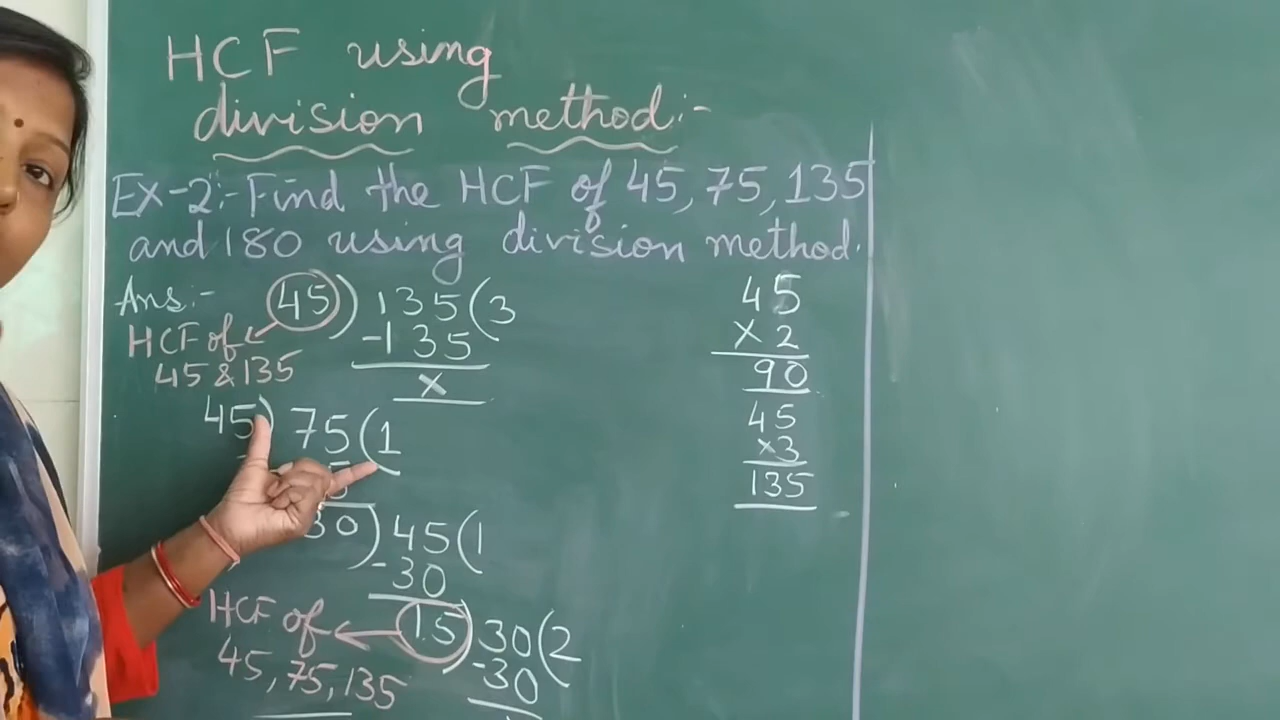 HCF using
division method:-
Ex-2:- Find the HCF of 45, 75, 135
and 180 using division method.
Ans:- 45) 135 (3
HCF of
-135
45 & 135
x
45) 75 (1
5
30) 45 (1
-30
HCF of
15) 30 (2
45, 75, 135
-30
45
x 2
90
45
x3
135